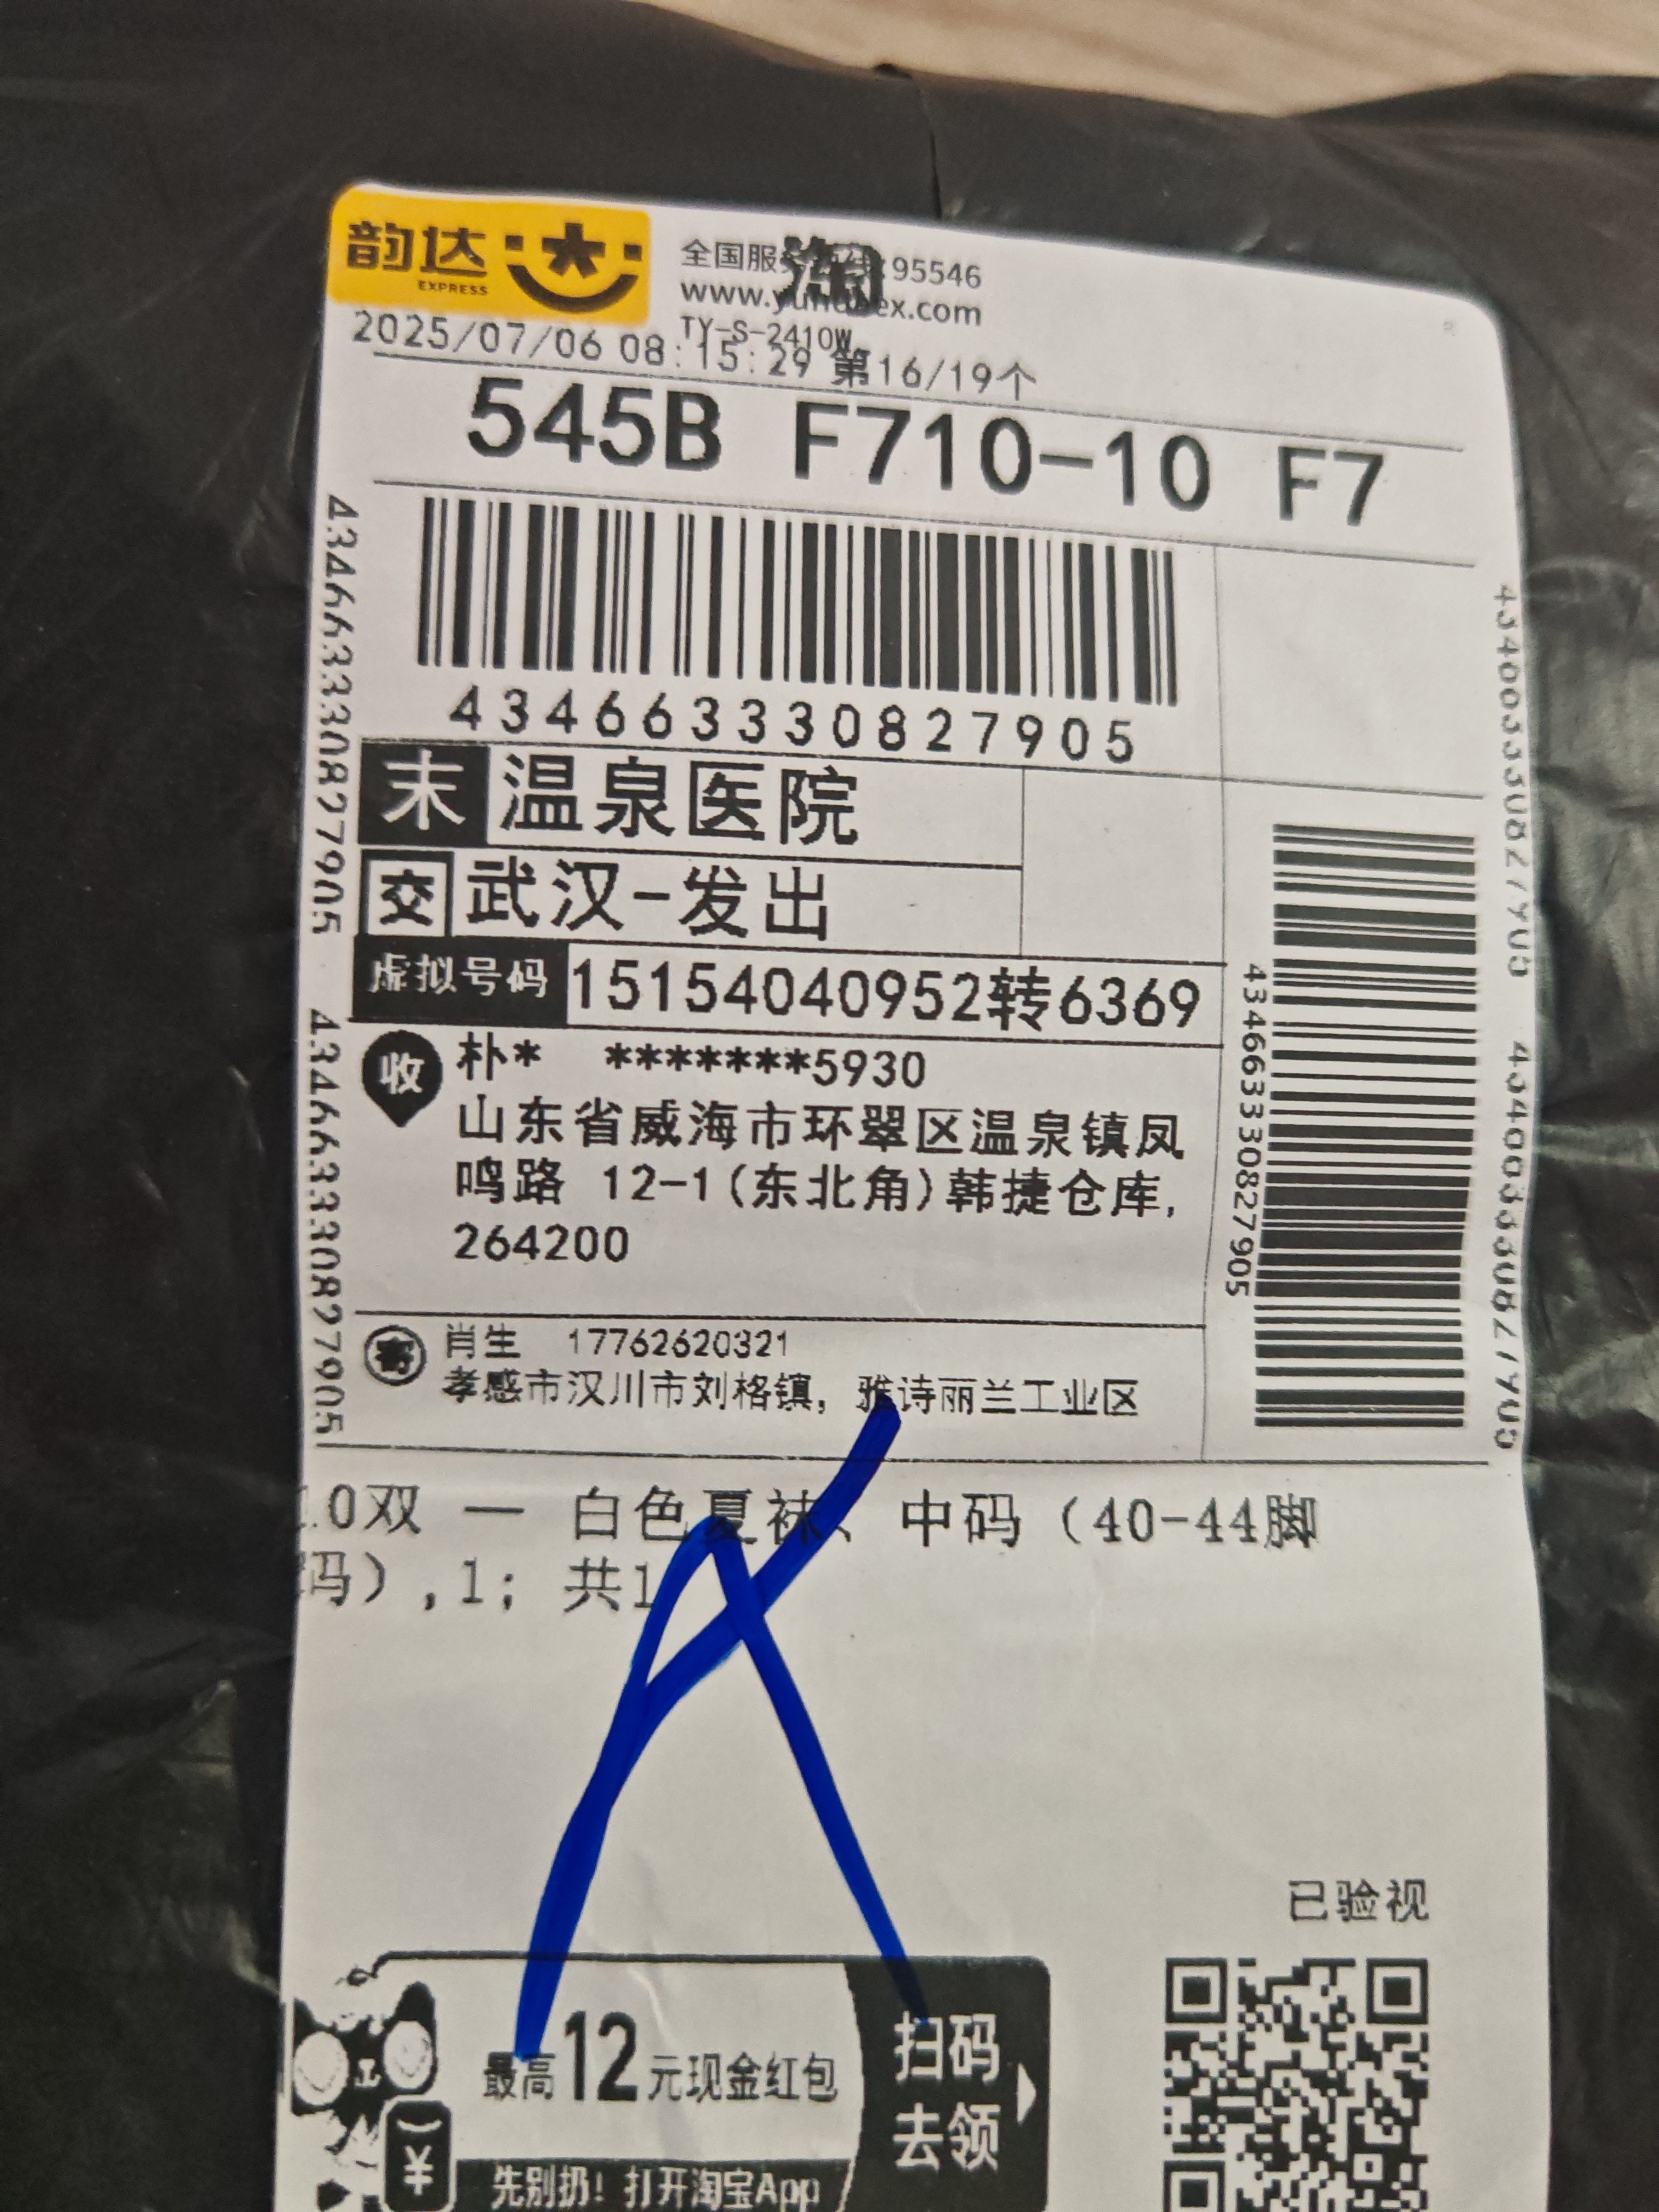 韵达
EXPRESS
全国服务热线:95546
www.yundaex.com
TY-S-2410W
2025/07/06 08:15:29 第16/19个
545B F710-10 F7
434663330827905
末 温泉医院
交 武汉-发出
虚拟号码 15154040952转6369
收 朴* *******5930
山东省威海市环翠区温泉镇凤
鸣路 12-1(东北角)韩捷仓库,
264200
寄 肖生 17762620321
孝感市汉川市刘格镇, 雅诗丽兰工业区
434663330827905
434663330827905
434663330827905
434663330827905
434663330827905
.0双 — 白色夏袜、中码（40-44脚
码）,1; 共1
已验视
最高12元现金红包
扫码
去领
先别扔! 打开淘宝App